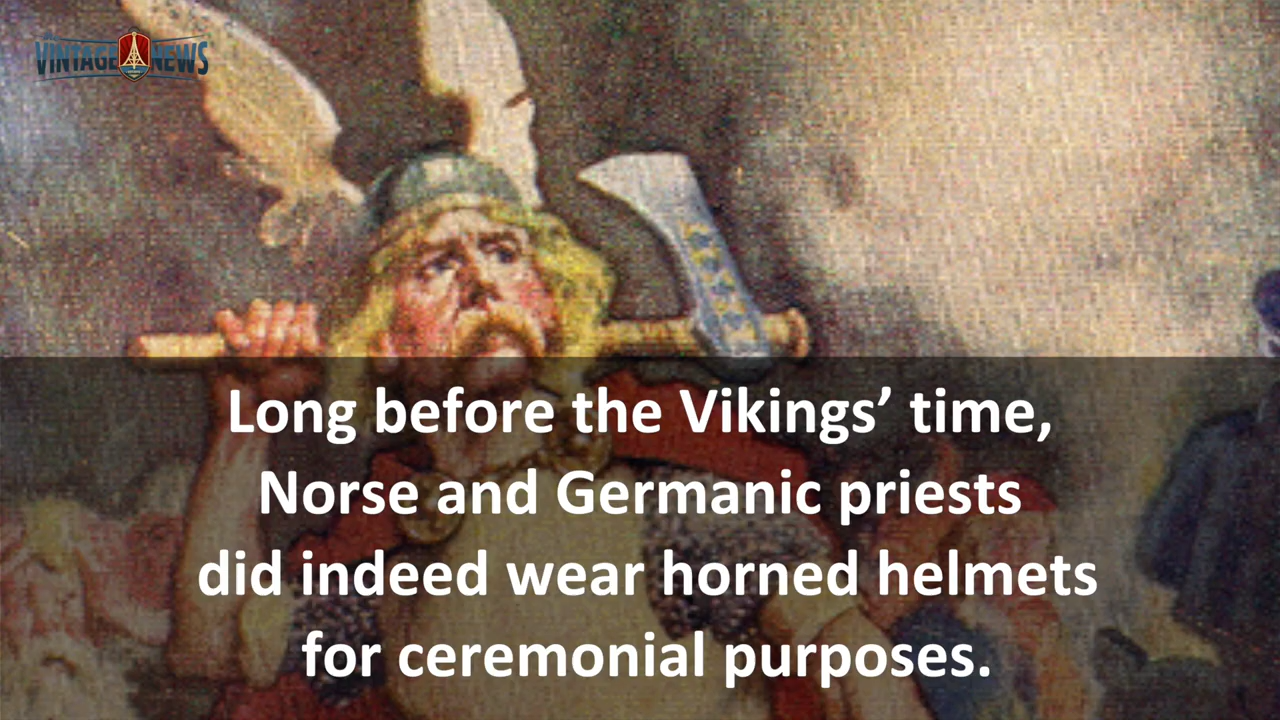 VINTAGE NEWS
Long before the Vikings’ time,
Norse and Germanic priests
did indeed wear horned helmets
for ceremonial purposes.